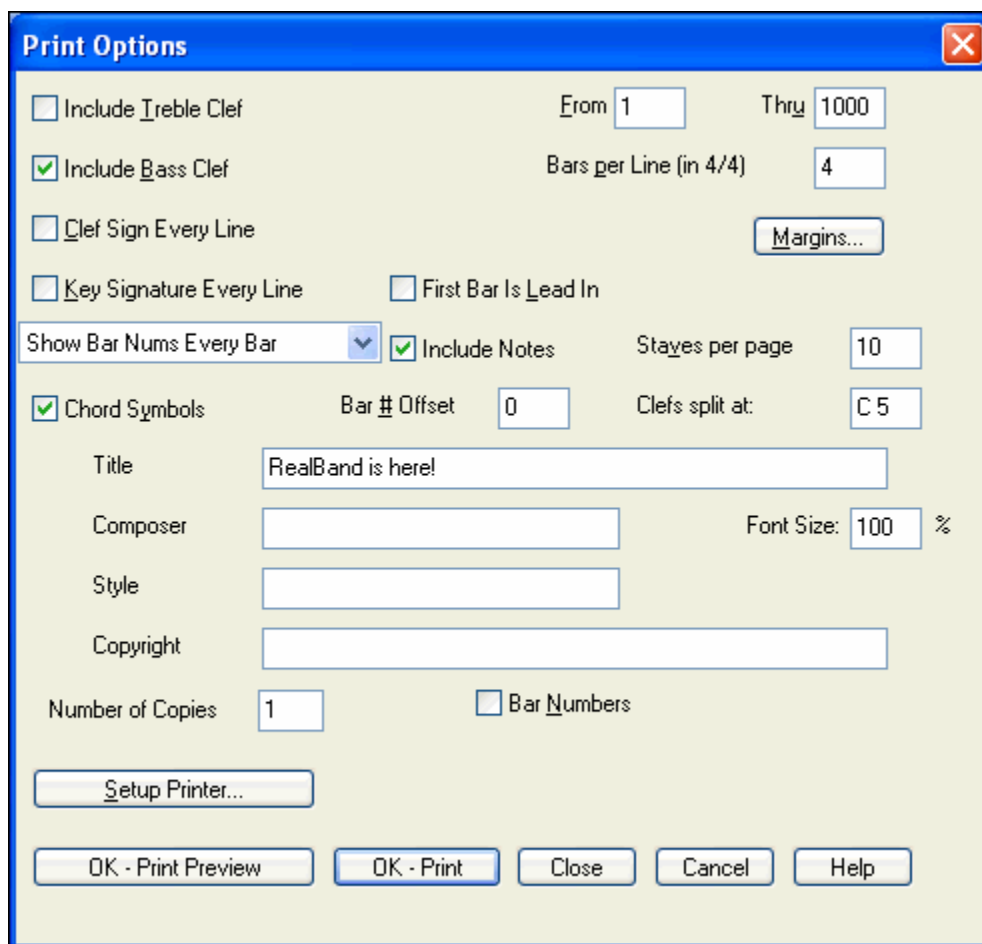 Print Options
Include Treble Clef From 1 Thru 1000
Include Bass Clef Bars per Line (in 4/4) 4
Clef Sign Every Line Margins...
Key Signature Every Line First Bar Is Lead In
Show Bar Nums Every Bar Include Notes Staves per page 10
Chord Symbols Bar # Offset 0 Clefs split at: C 5
Title RealBand is here!
Composer Font Size: 100 %
Style
Copyright
Number of Copies 1 Bar Numbers
Setup Printer...
OK - Print Preview OK - Print Close Cancel Help